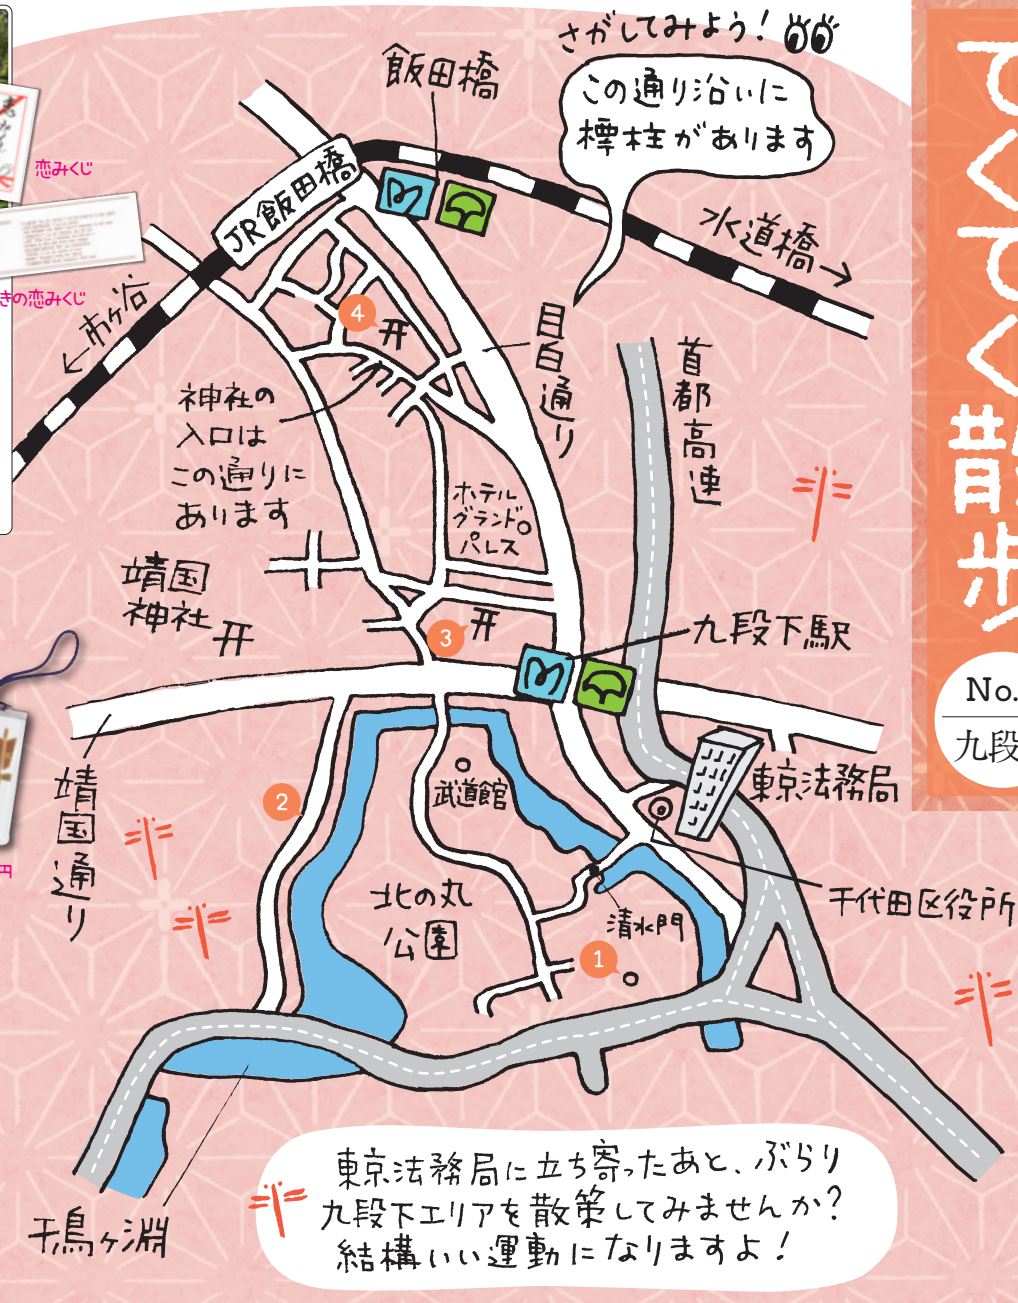 さがしてみよう!
この通り沿いに
標柱があります
飯田橋
恋みくじ
JR飯田橋
水道橋→
きの恋みくじ
←市ヶ谷
4
目白通り
首都高速
神社の
入口は
この通りに
あります
ホテル
グランド
パレス
靖国
神社
3
九段下駅
てくてく散歩
No.
九段
東京法務局
武道館
2
靖国通り
円
千代田区役所
北の丸
公園
清水門
1
千鳥ヶ淵
東京法務局に立ち寄ったあと、ぶらり
九段下エリアを散策してみませんか?
結構いい運動になりますよ!